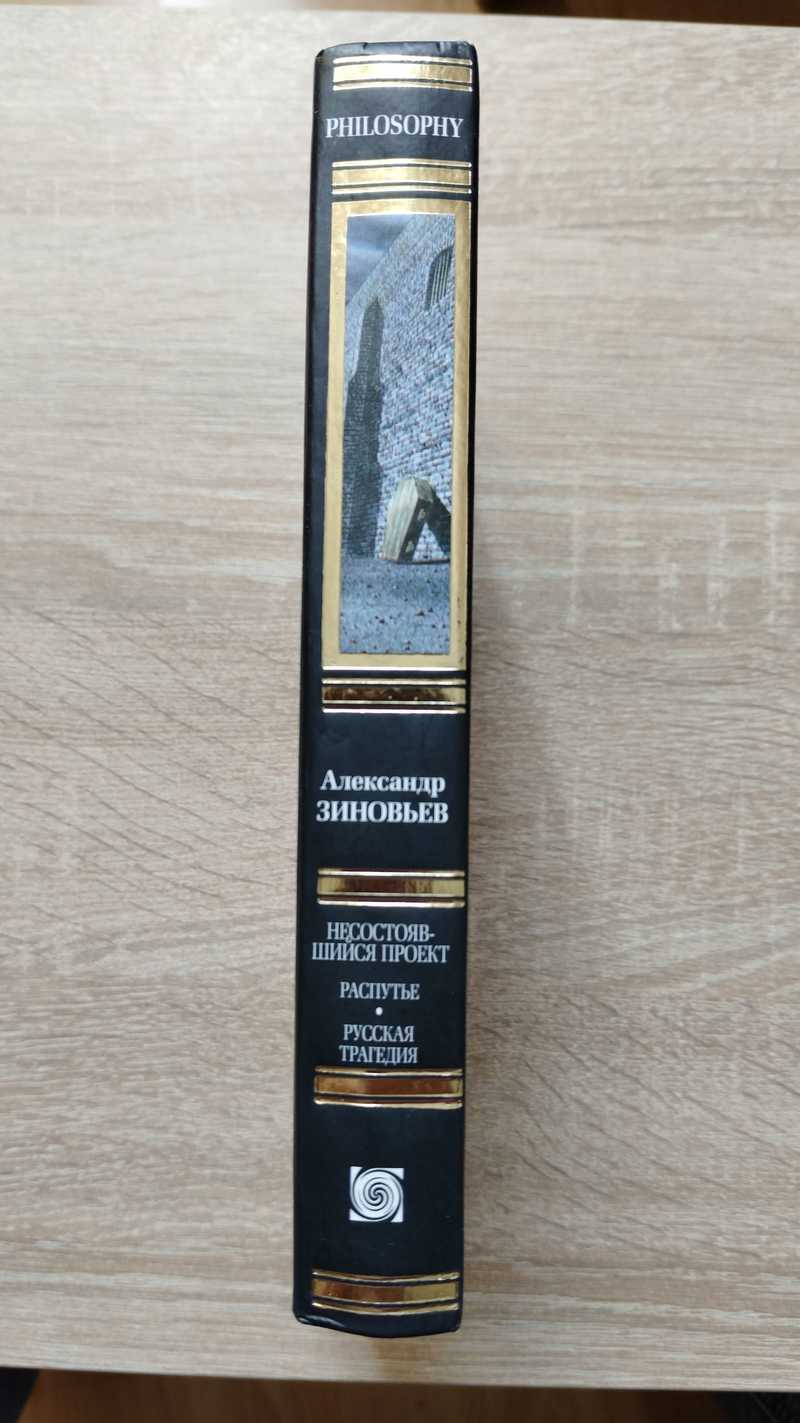 PHILOSOPHY
Александр
ЗИНОВЬЕВ
НЕСОСТОЯВ-
ШИЙСЯ ПРОЕКТ
РАСПУТЬЕ
•
РУССКАЯ
ТРАГЕДИЯ